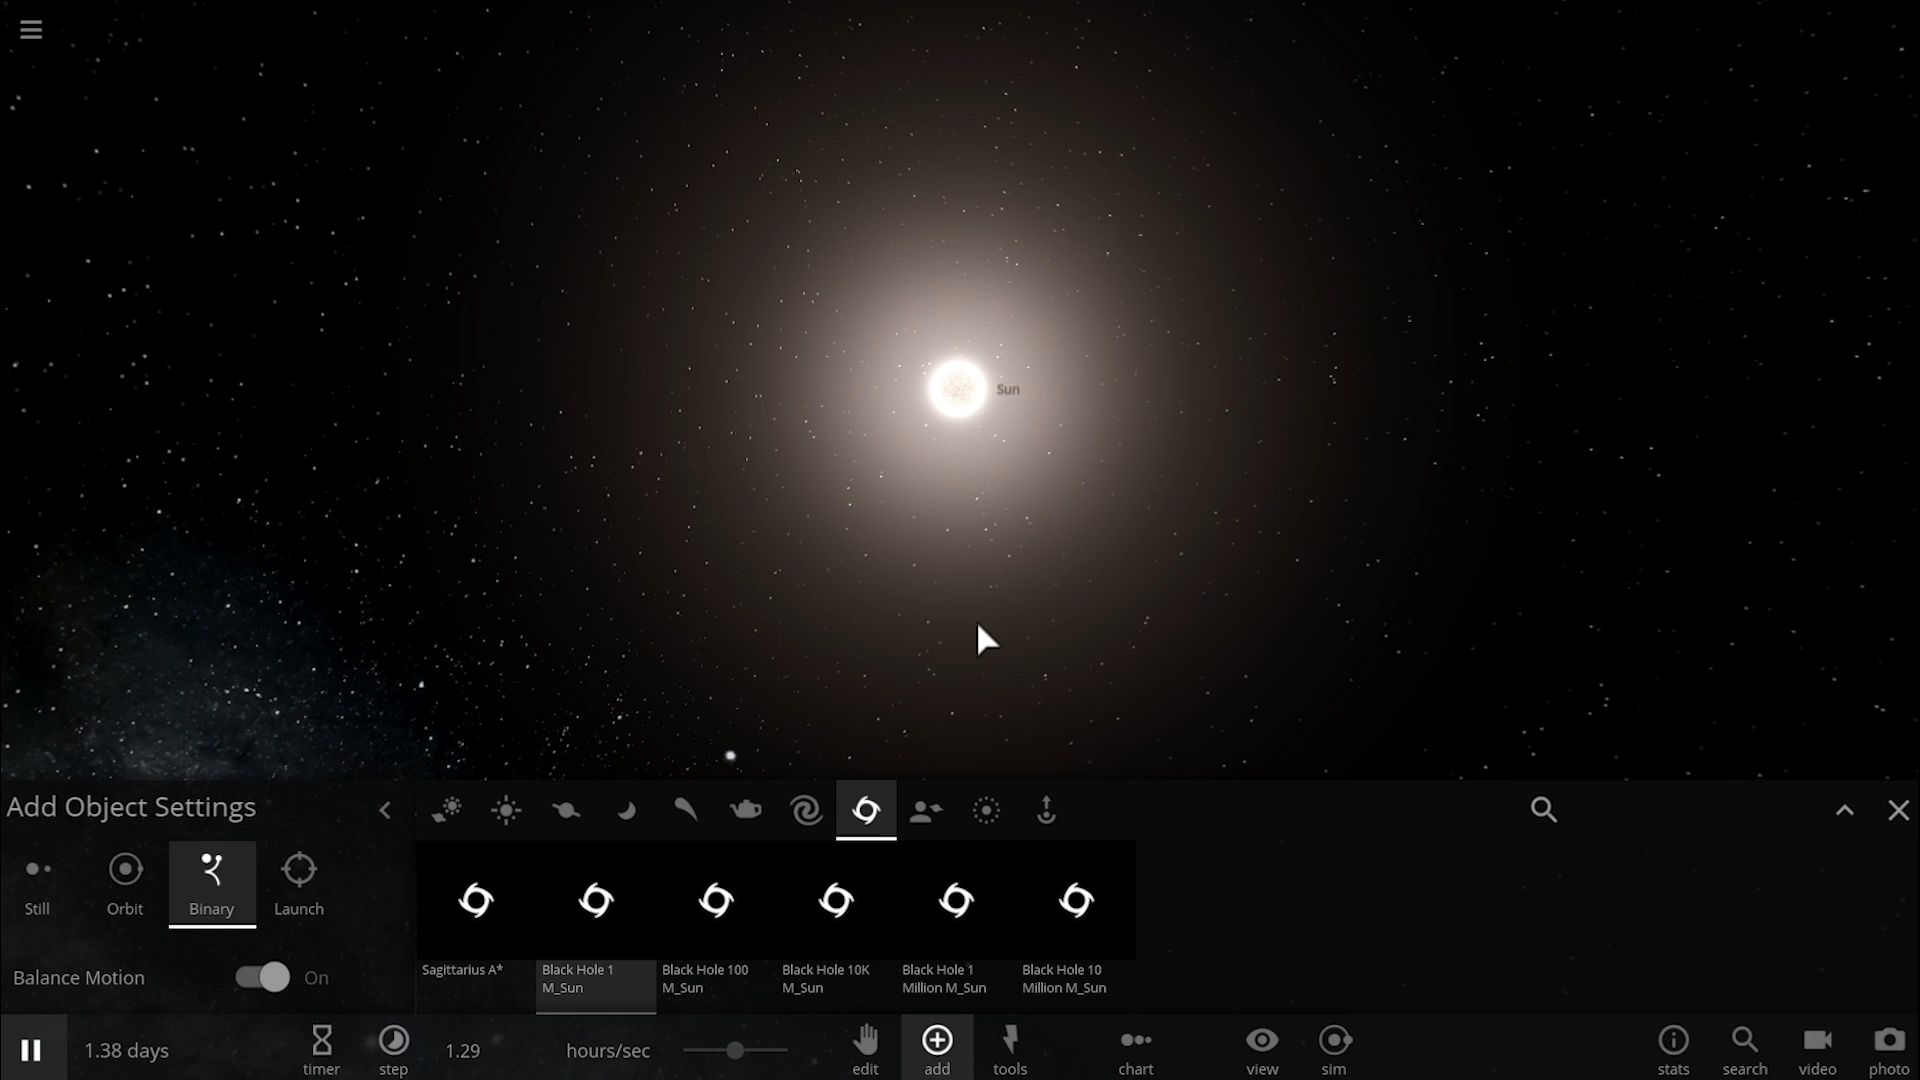 Sun
Add Object Settings
Still
Orbit
Binary
Launch
Balance Motion
On
Sagittarius A*
Black Hole 1
M_Sun
Black Hole 100
M_Sun
Black Hole 10K
M_Sun
Black Hole 1
Million M_Sun
Black Hole 10
Million M_Sun
1.38 days
timer
step
1.29
hours/sec
edit
add
tools
chart
view
sim
stats
search
video
photo